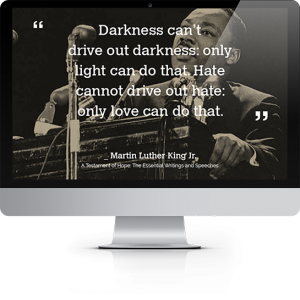 “
Darkness can't
drive out darkness: only
light can do that. Hate
cannot drive out hate:
only love can do that.
”
Martin Luther King Jr.
A Testament of Hope: The Essential Writings and Speeches